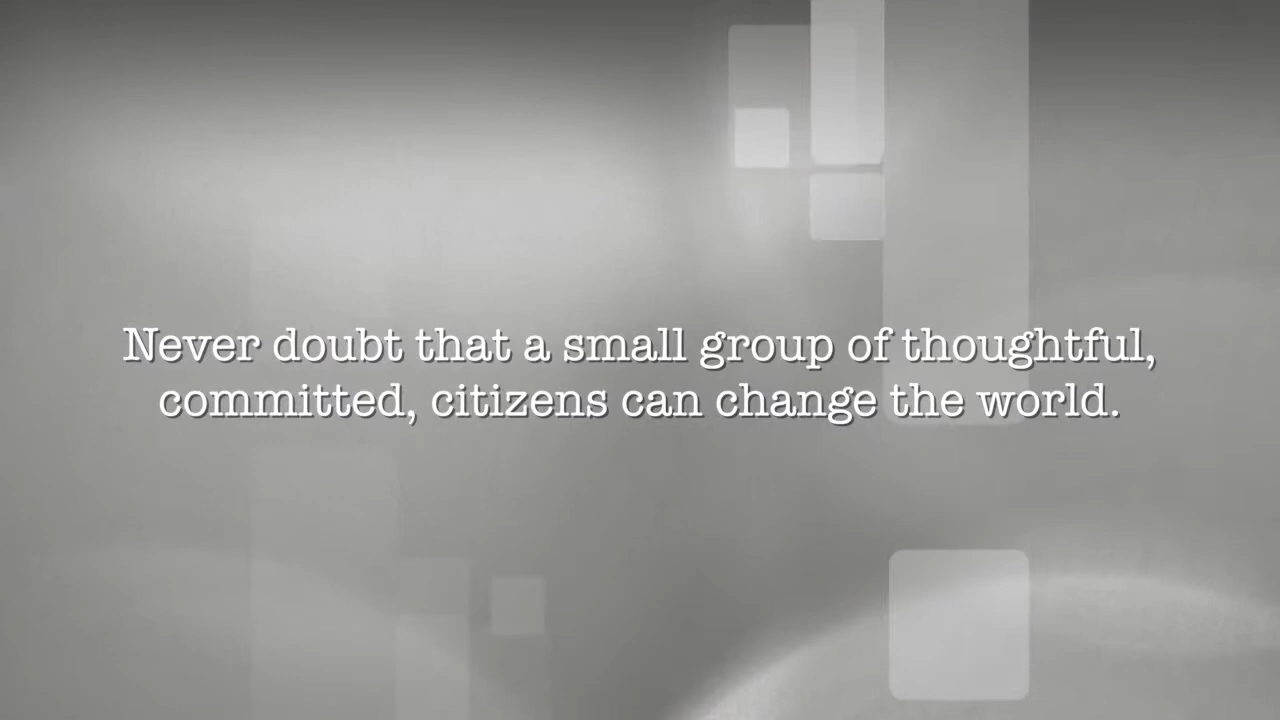 Never doubt that a small group of thoughtful,
committed, citizens can change the world.